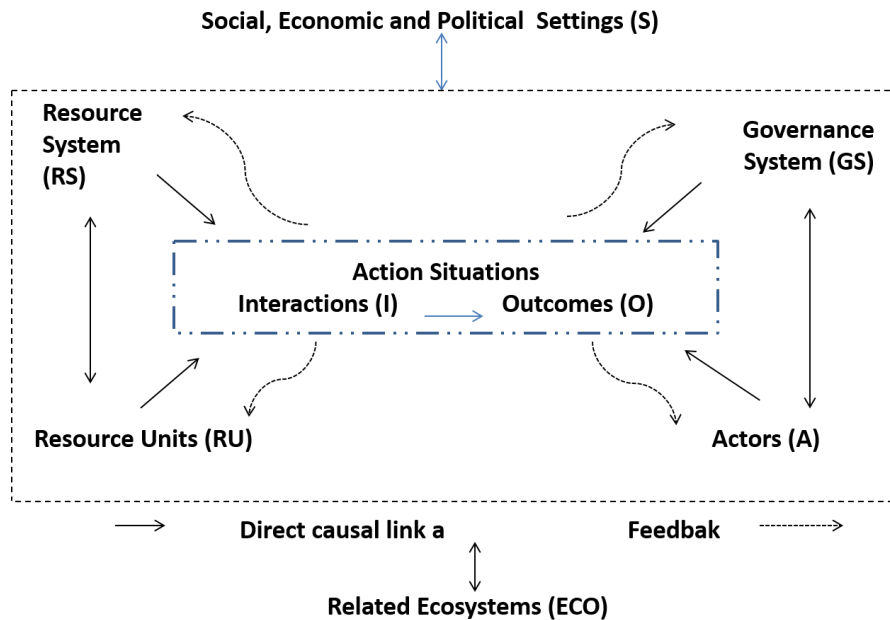 Social, Economic and Political Settings (S)
Resource
System
(RS)
Governance
System (GS)
Action Situations
Interactions (I)
Outcomes (O)
Resource Units (RU)
Actors (A)
Direct causal link a
Feedbak
Related Ecosystems (ECO)